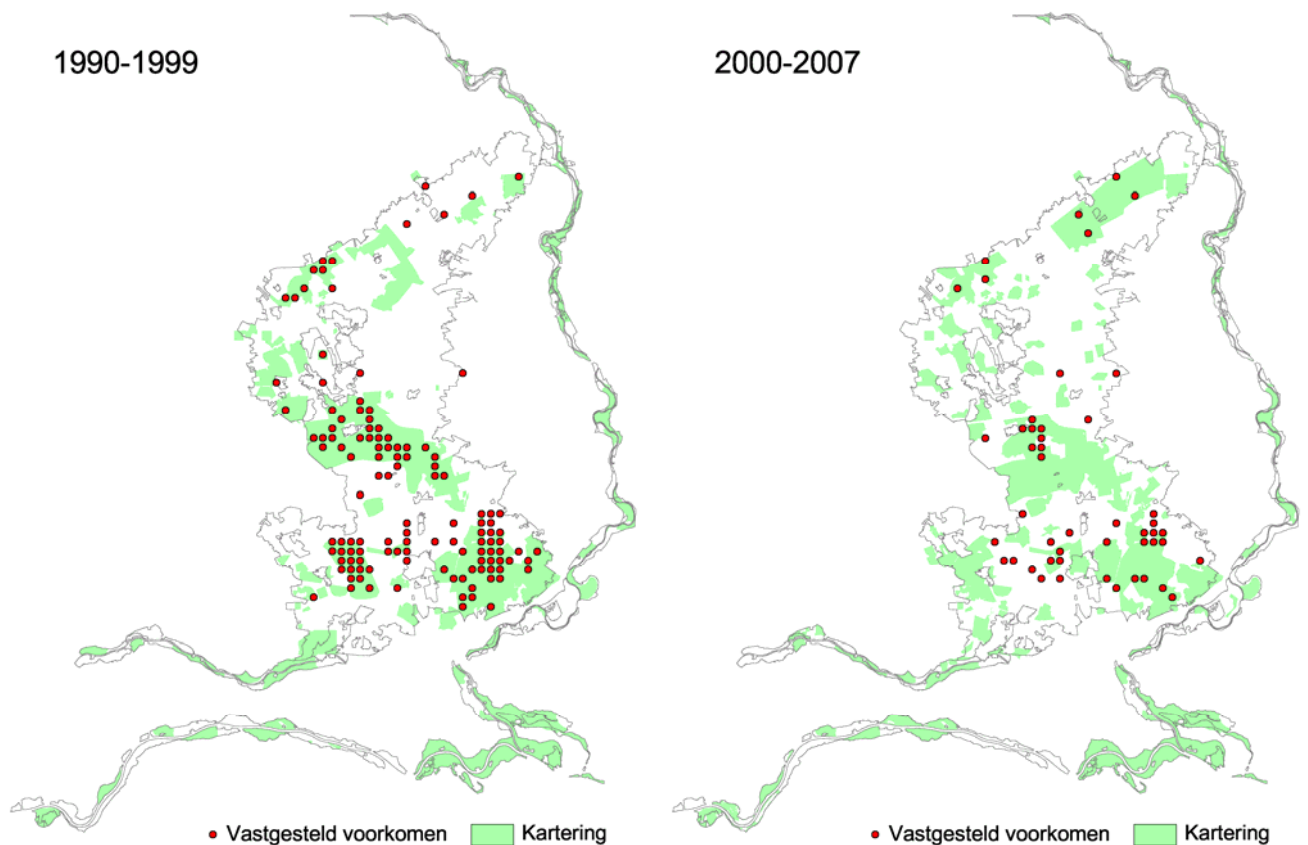 1990-1999
2000-2007
Vastgesteld voorkomen
Kartering
Vastgesteld voorkomen
Kartering